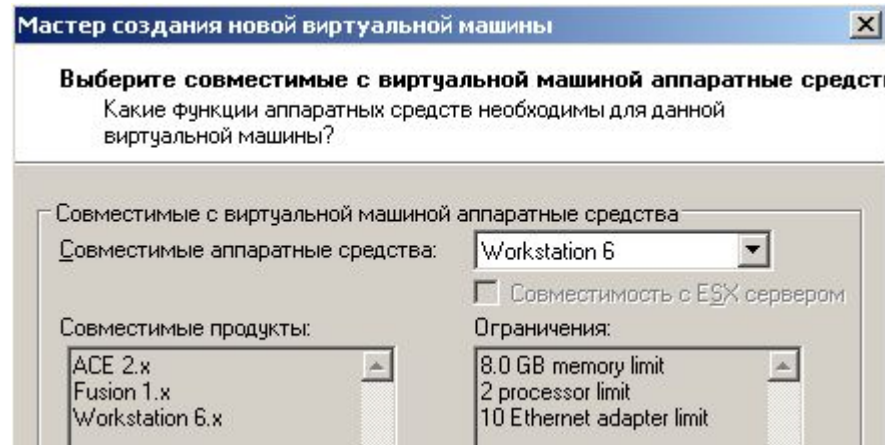 Мастер создания новой виртуальной машины
Выберите совместимые с виртуальной машиной аппаратные средст
Какие функции аппаратных средств необходимы для данной
виртуальной машины?
Совместимые с виртуальной машиной аппаратные средства
Совместимые аппаратные средства: Workstation 6
Совместимость с ESX сервером
Совместимые продукты: Ограничения:
ACE 2.x 8.0 GB memory limit
Fusion 1.x 2 processor limit
Workstation 6.x 10 Ethernet adapter limit